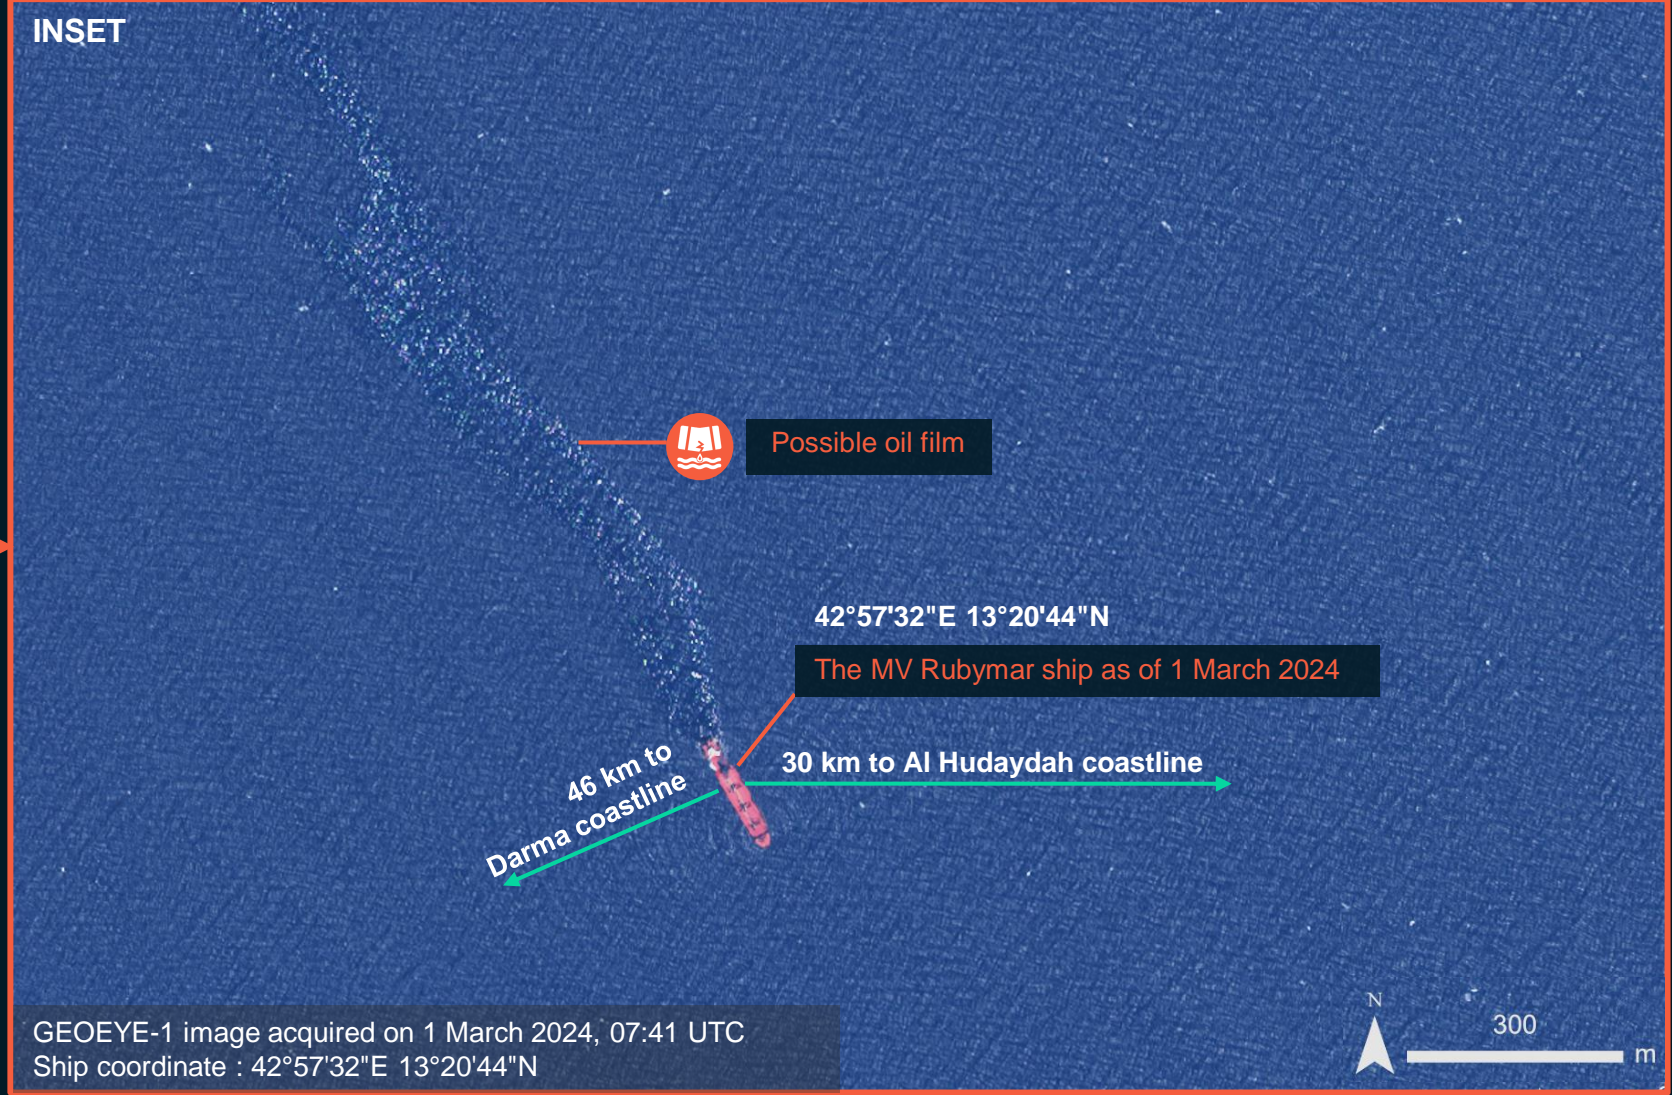 INSET
Possible oil film
42°57'32"E 13°20'44"N
The MV Rubymar ship as of 1 March 2024
46 km to
Darma coastline
30 km to Al Hudaydah coastline
GEOEYE-1 image acquired on 1 March 2024, 07:41 UTC
Ship coordinate : 42°57'32"E 13°20'44"N
N
300
m